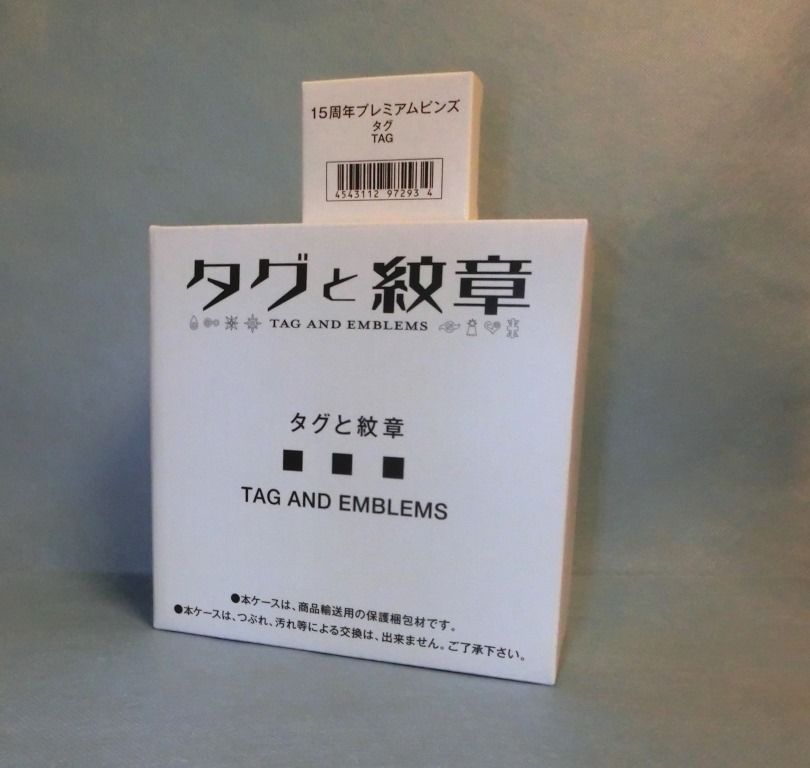 15周年プレミアムピンズ
タグ
TAG
4543112 97293 4
タグと紋章
TAG AND EMBLEMS
タグと紋章
■ ■ ■
TAG AND EMBLEMS
●本ケースは、商品輸送用の保護梱包材です。
●本ケースは、つぶれ、汚れ等による交換は、出来ません。ご了承下さい。